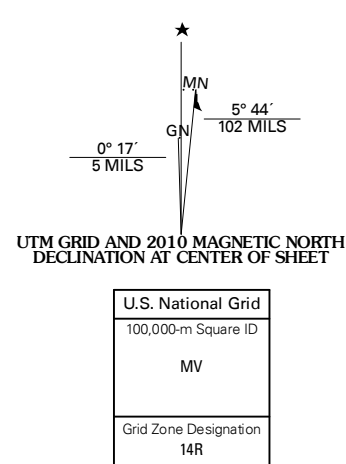 ★
MN
GN
5° 44´
102 MILS
0° 17´
5 MILS
UTM GRID AND 2010 MAGNETIC NORTH
DECLINATION AT CENTER OF SHEET
U.S. National Grid
100,000-m Square ID
MV
Grid Zone Designation
14R